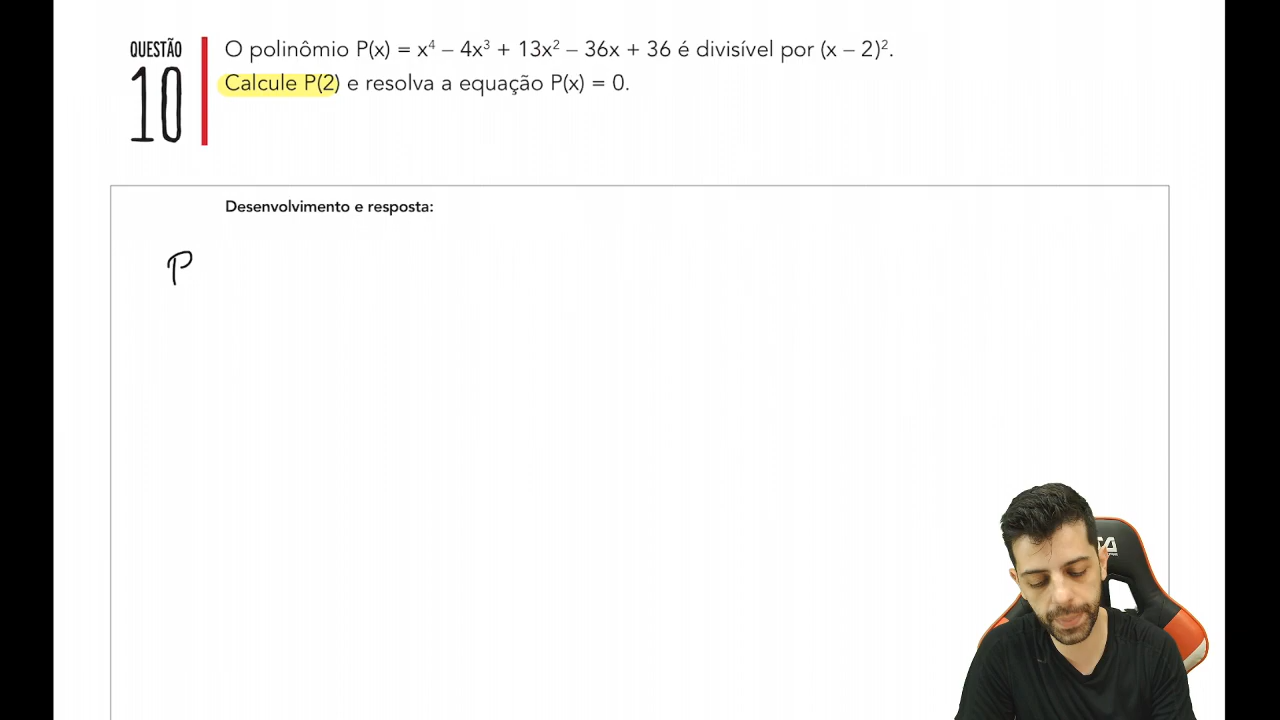 QUESTÃO
10
O polinômio P(x) = x⁴ – 4x³ + 13x² – 36x + 36 é divisível por (x – 2)².
Calcule P(2) e resolva a equação P(x) = 0.
Desenvolvimento e resposta:
P